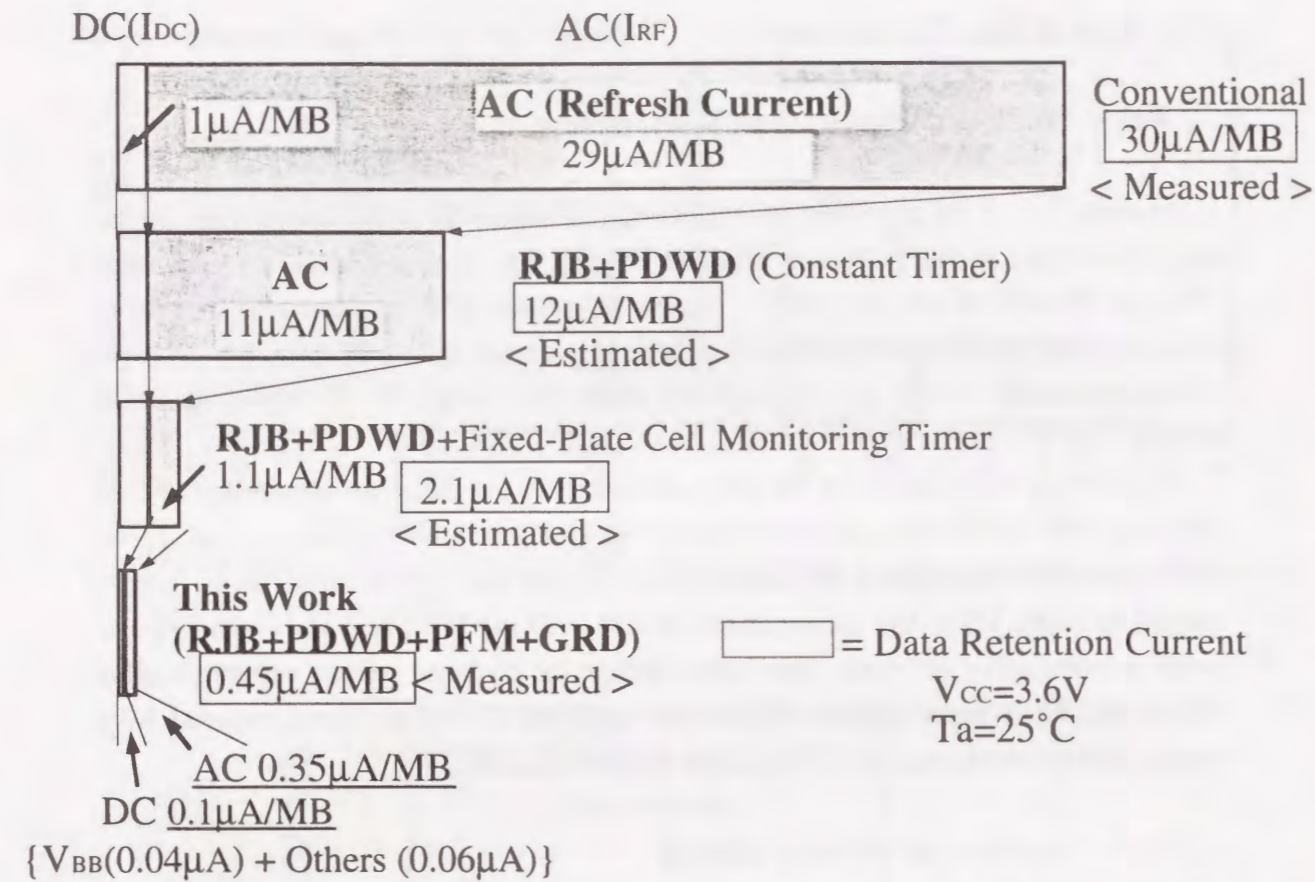 DC(IDC) AC(IRF)
1µA/MB
AC (Refresh Current)
29µA/MB
Conventional
30µA/MB
< Measured >
AC
11µA/MB
RJB+PDWD (Constant Timer)
12µA/MB
< Estimated >
RJB+PDWD+Fixed-Plate Cell Monitoring Timer
1.1µA/MB
2.1µA/MB
< Estimated >
This Work
(RJB+PDWD+PFM+GRD)
0.45µA/MB < Measured >
= Data Retention Current
Vcc=3.6V
Ta=25°C
AC 0.35µA/MB
DC 0.1µA/MB
{VBB(0.04µA) + Others (0.06µA)}